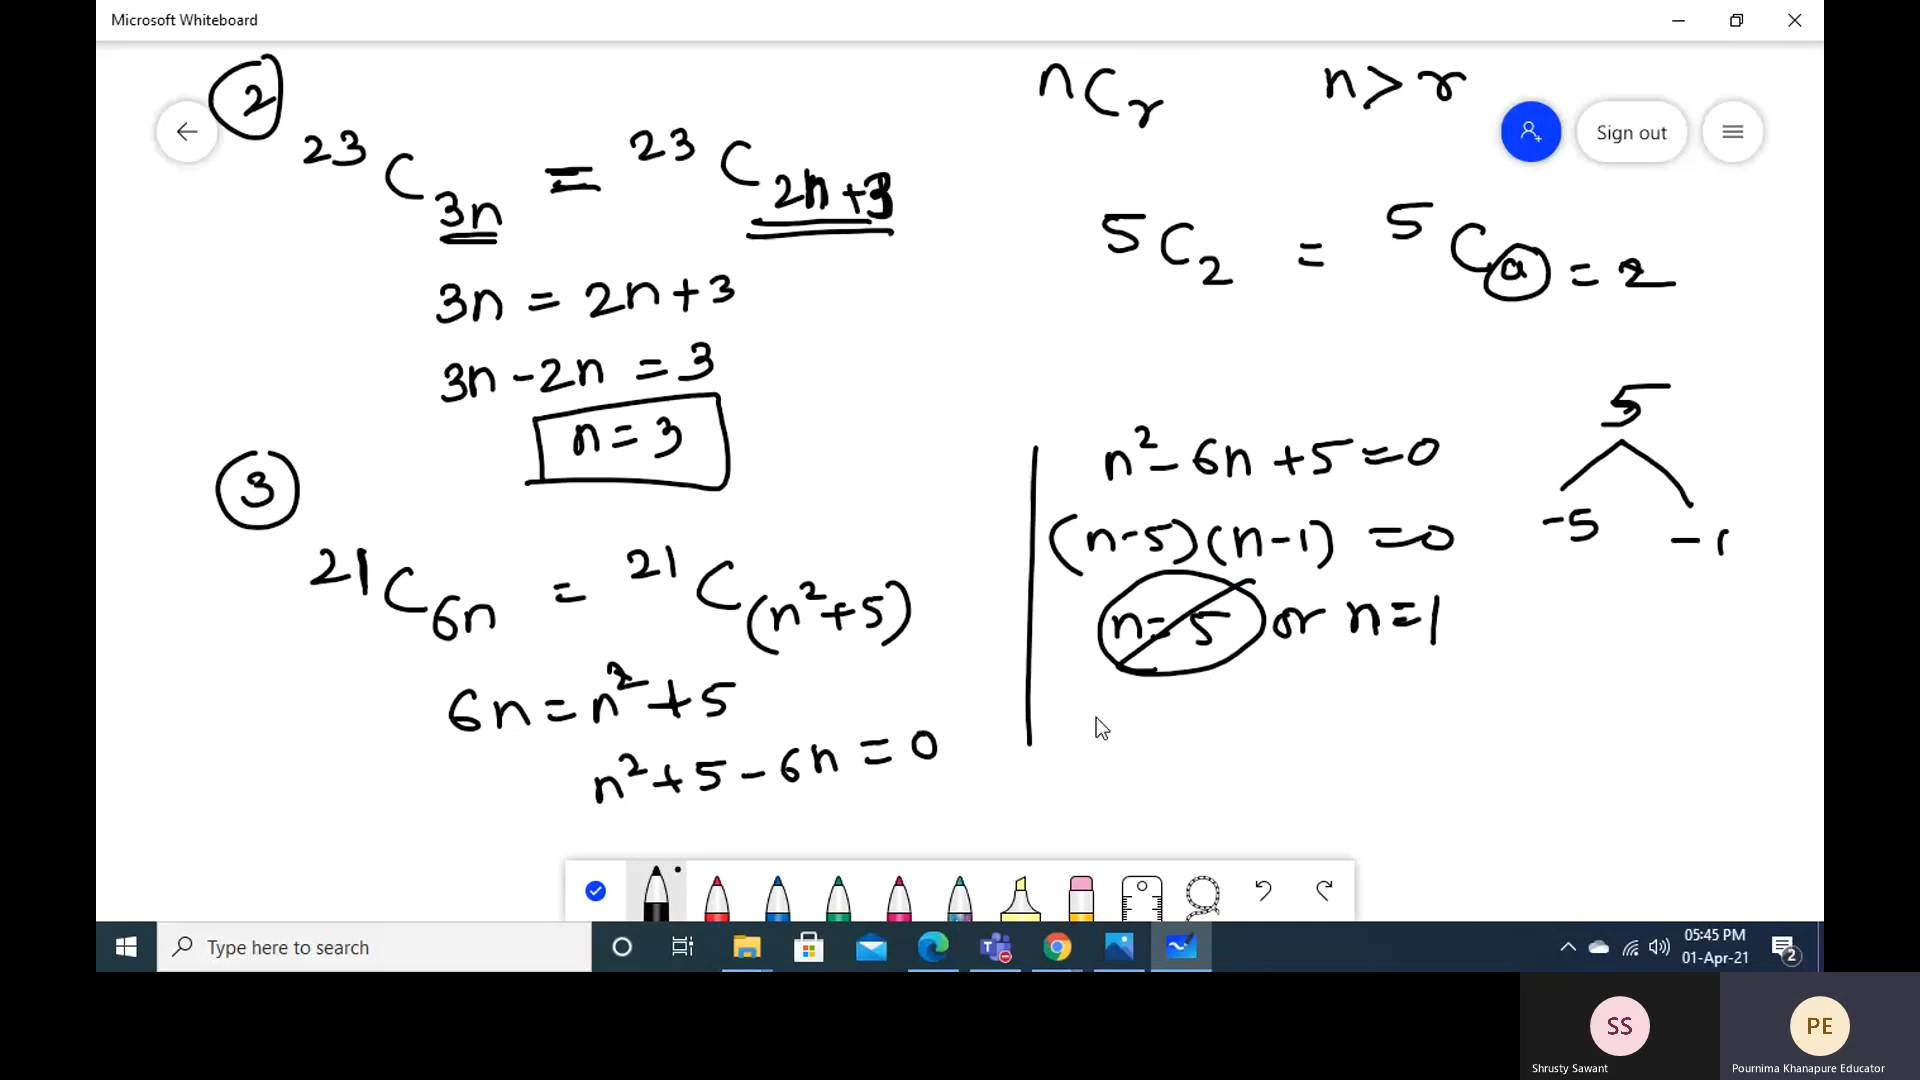 Microsoft Whiteboard
2
²³C₃ₙ = ²³C₂ₙ₊₃
3n = 2n+3
3n - 2n = 3
n = 3
3
²¹C₆ₙ = ²¹C(n²+5)
6n = n²+5
n²+5-6n = 0
nCr n > r
Sign out
⁵C₂ = ⁵Cₐ = 2
n² - 6n + 5 = 0
(n-5)(n-1) = 0
n = 5 or n = 1
5
-5 -1
Type here to search
05:45 PM
01-Apr-21
2
SS
Shrusty Sawant
PE
Pournima Khanapure Educator